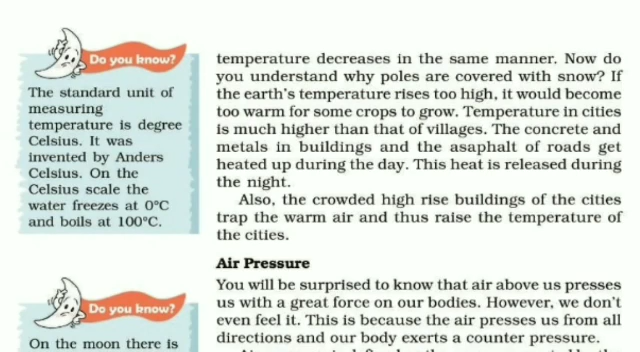 Do you know?
The standard unit of
measuring
temperature is degree
Celsius. It was
invented by Anders
Celsius. On the
Celsius scale the
water freezes at 0°C
and boils at 100°C.
temperature decreases in the same manner. Now do
you understand why poles are covered with snow? If
the earth's temperature rises too high, it would become
too warm for some crops to grow. Temperature in cities
is much higher than that of villages. The concrete and
metals in buildings and the asaphalt of roads get
heated up during the day. This heat is released during
the night.
Also, the crowded high rise buildings of the cities
trap the warm air and thus raise the temperature of
the cities.
Air Pressure
You will be surprised to know that air above us presses
us with a great force on our bodies. However, we don't
even feel it. This is because the air presses us from all
directions and our body exerts a counter pressure.
Do you know?
On the moon there is